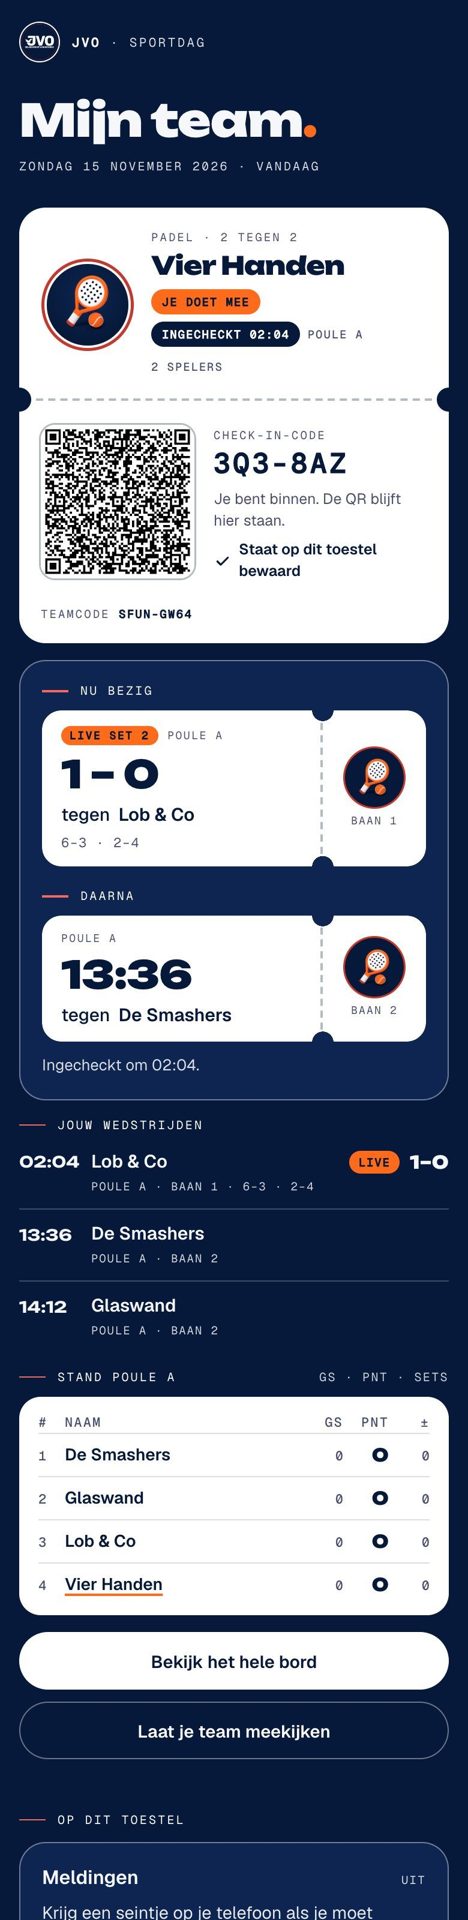 JVO
JVO · SPORTDAG
Mijn team.
ZONDAG 15 NOVEMBER 2026 · VANDAAG
PADEL · 2 TEGEN 2
Vier Handen
JE DOET MEE
INGECHECKT 02:04 POULE A
2 SPELERS
CHECK-IN-CODE
3Q3-8AZ
Je bent binnen. De QR blijft
hier staan.
Staat op dit toestel
bewaard
TEAMCODE SFUN-GW64
NU BEZIG
LIVE SET 2 POULE A
1–0
tegen Lob & Co
6-3 · 2-4
BAAN 1
DAARNA
POULE A
13:36
tegen De Smashers
BAAN 2
Ingecheckt om 02:04.
JOUW WEDSTRIJDEN
02:04 Lob & Co LIVE 1–0
POULE A · BAAN 1 · 6-3 · 2-4
13:36 De Smashers
POULE A · BAAN 2
14:12 Glaswand
POULE A · BAAN 2
STAND POULE A GS · PNT · SETS
# NAAM GS PNT ±
1 De Smashers 0 0 0
2 Glaswand 0 0 0
3 Lob & Co 0 0 0
4 Vier Handen 0 0 0
Bekijk het hele bord
Laat je team meekijken
OP DIT TOESTEL
Meldingen UIT
Krijg een seintje op je telefoon als je moet